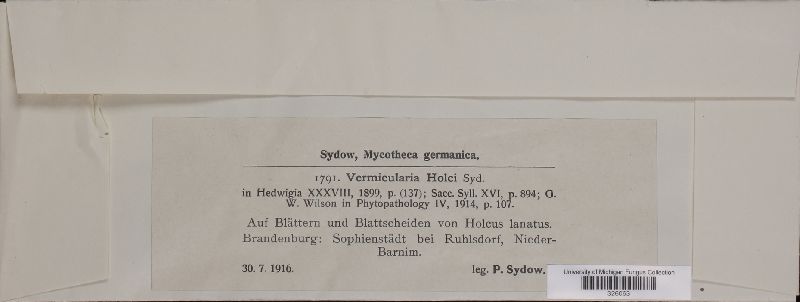 Sydow, Mycotheca germanica.
1791. Vermicularia Holci Syd.
in Hedwigia XXXVIII, 1899, p. (137); Sacc. Syll. XVI, p. 894; G.
W. Wilson in Phytopathology IV, 1914, p. 107.
Auf Blättern und Blattscheiden von Holcus lanatus.
Brandenburg: Sophienstädt bei Ruhlsdorf, Nieder-
Barnim.
30. 7. 1916. leg. P. Sydow.
University of Michigan Fungus Collection